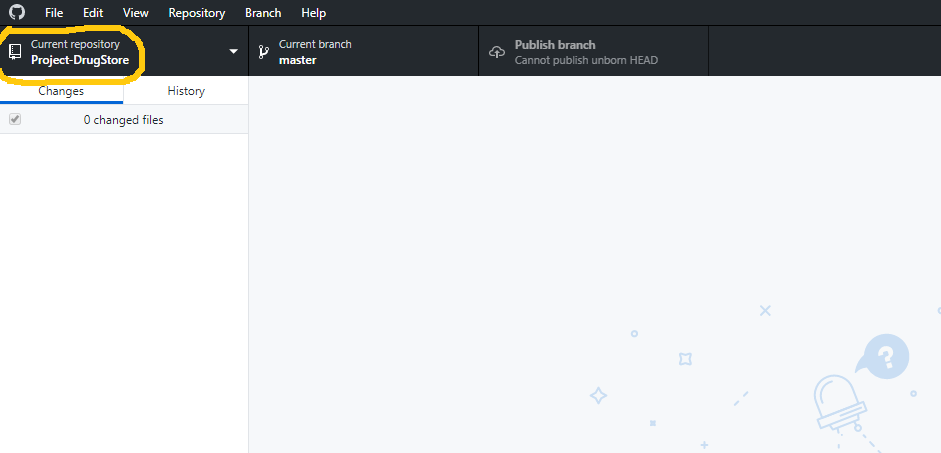 File Edit View Repository Branch Help
Current repository
Project-DrugStore
Current branch
master
Publish branch
Cannot publish unborn HEAD
Changes History
0 changed files
?